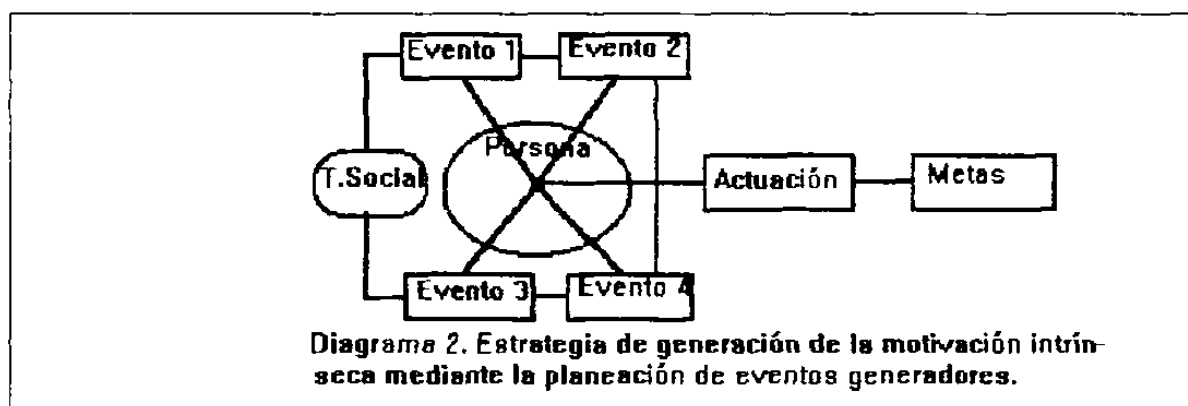 Evento 1
Evento 2
Persona
T.Social
Actuación
Metas
Evento 3
Evento 4
Diagrama 2. Estrategia de generación de la motivación intrín-
seca mediante la planeación de eventos generadores.